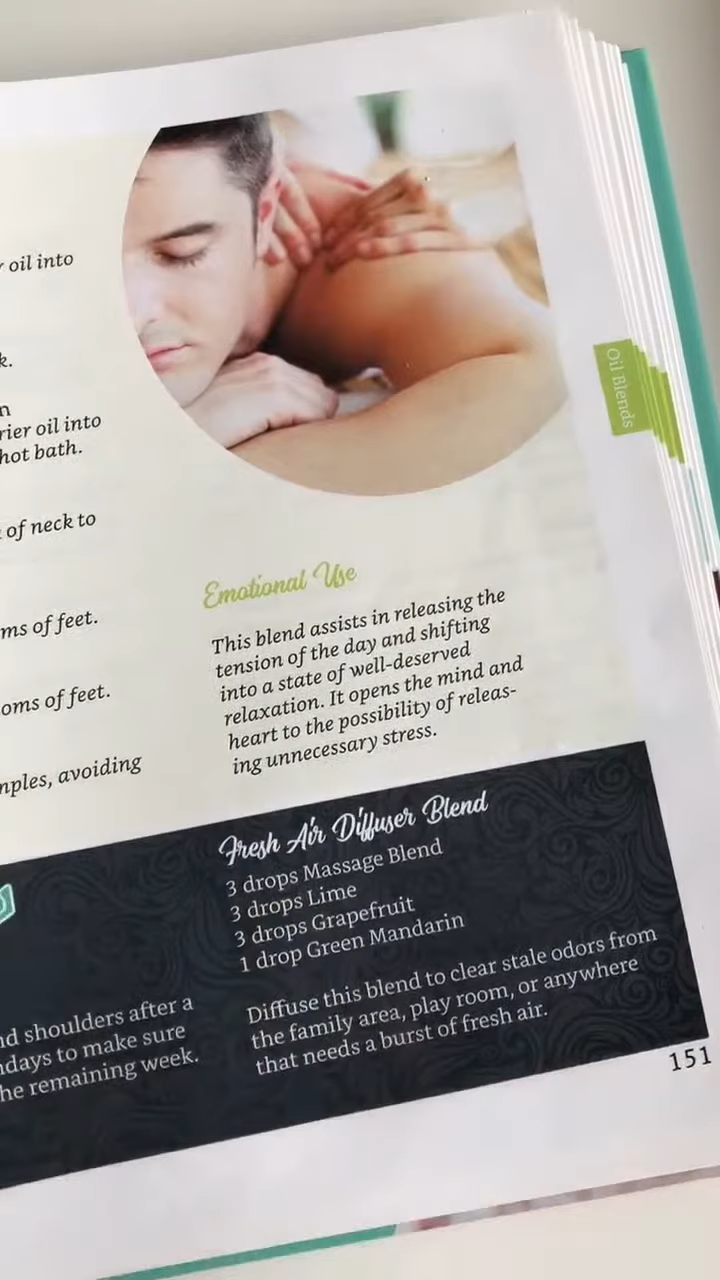 oil into
k.
rier oil into
hot bath.
of neck to
ms of feet.
oms of feet.
mples, avoiding
Oil Blends
Emotional Use
This blend assists in releasing the
tension of the day and shifting
into a state of well-deserved
relaxation. It opens the mind and
heart to the possibility of releas-
ing unnecessary stress.
nd shoulders after a
ndays to make sure
he remaining week.
Fresh Air Diffuser Blend
3 drops Massage Blend
3 drops Lime
3 drops Grapefruit
1 drop Green Mandarin
Diffuse this blend to clear stale odors from
the family area, play room, or anywhere
that needs a burst of fresh air.
151